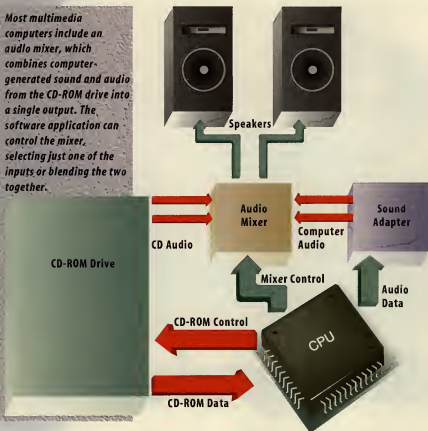 Most multimedia
computers include an
audio mixer, which
combines computer-
generated sound and audio
from the CD-ROM drive into
a single output. The
software application can
control the mixer,
selecting just one of the
inputs or blending the two
together.
Speakers
Audio
Mixer
Sound
Adapter
CD Audio
Computer
Audio
CD-ROM Drive
Mixer Control
Audio
Data
CD-ROM Control
CPU
CD-ROM Data